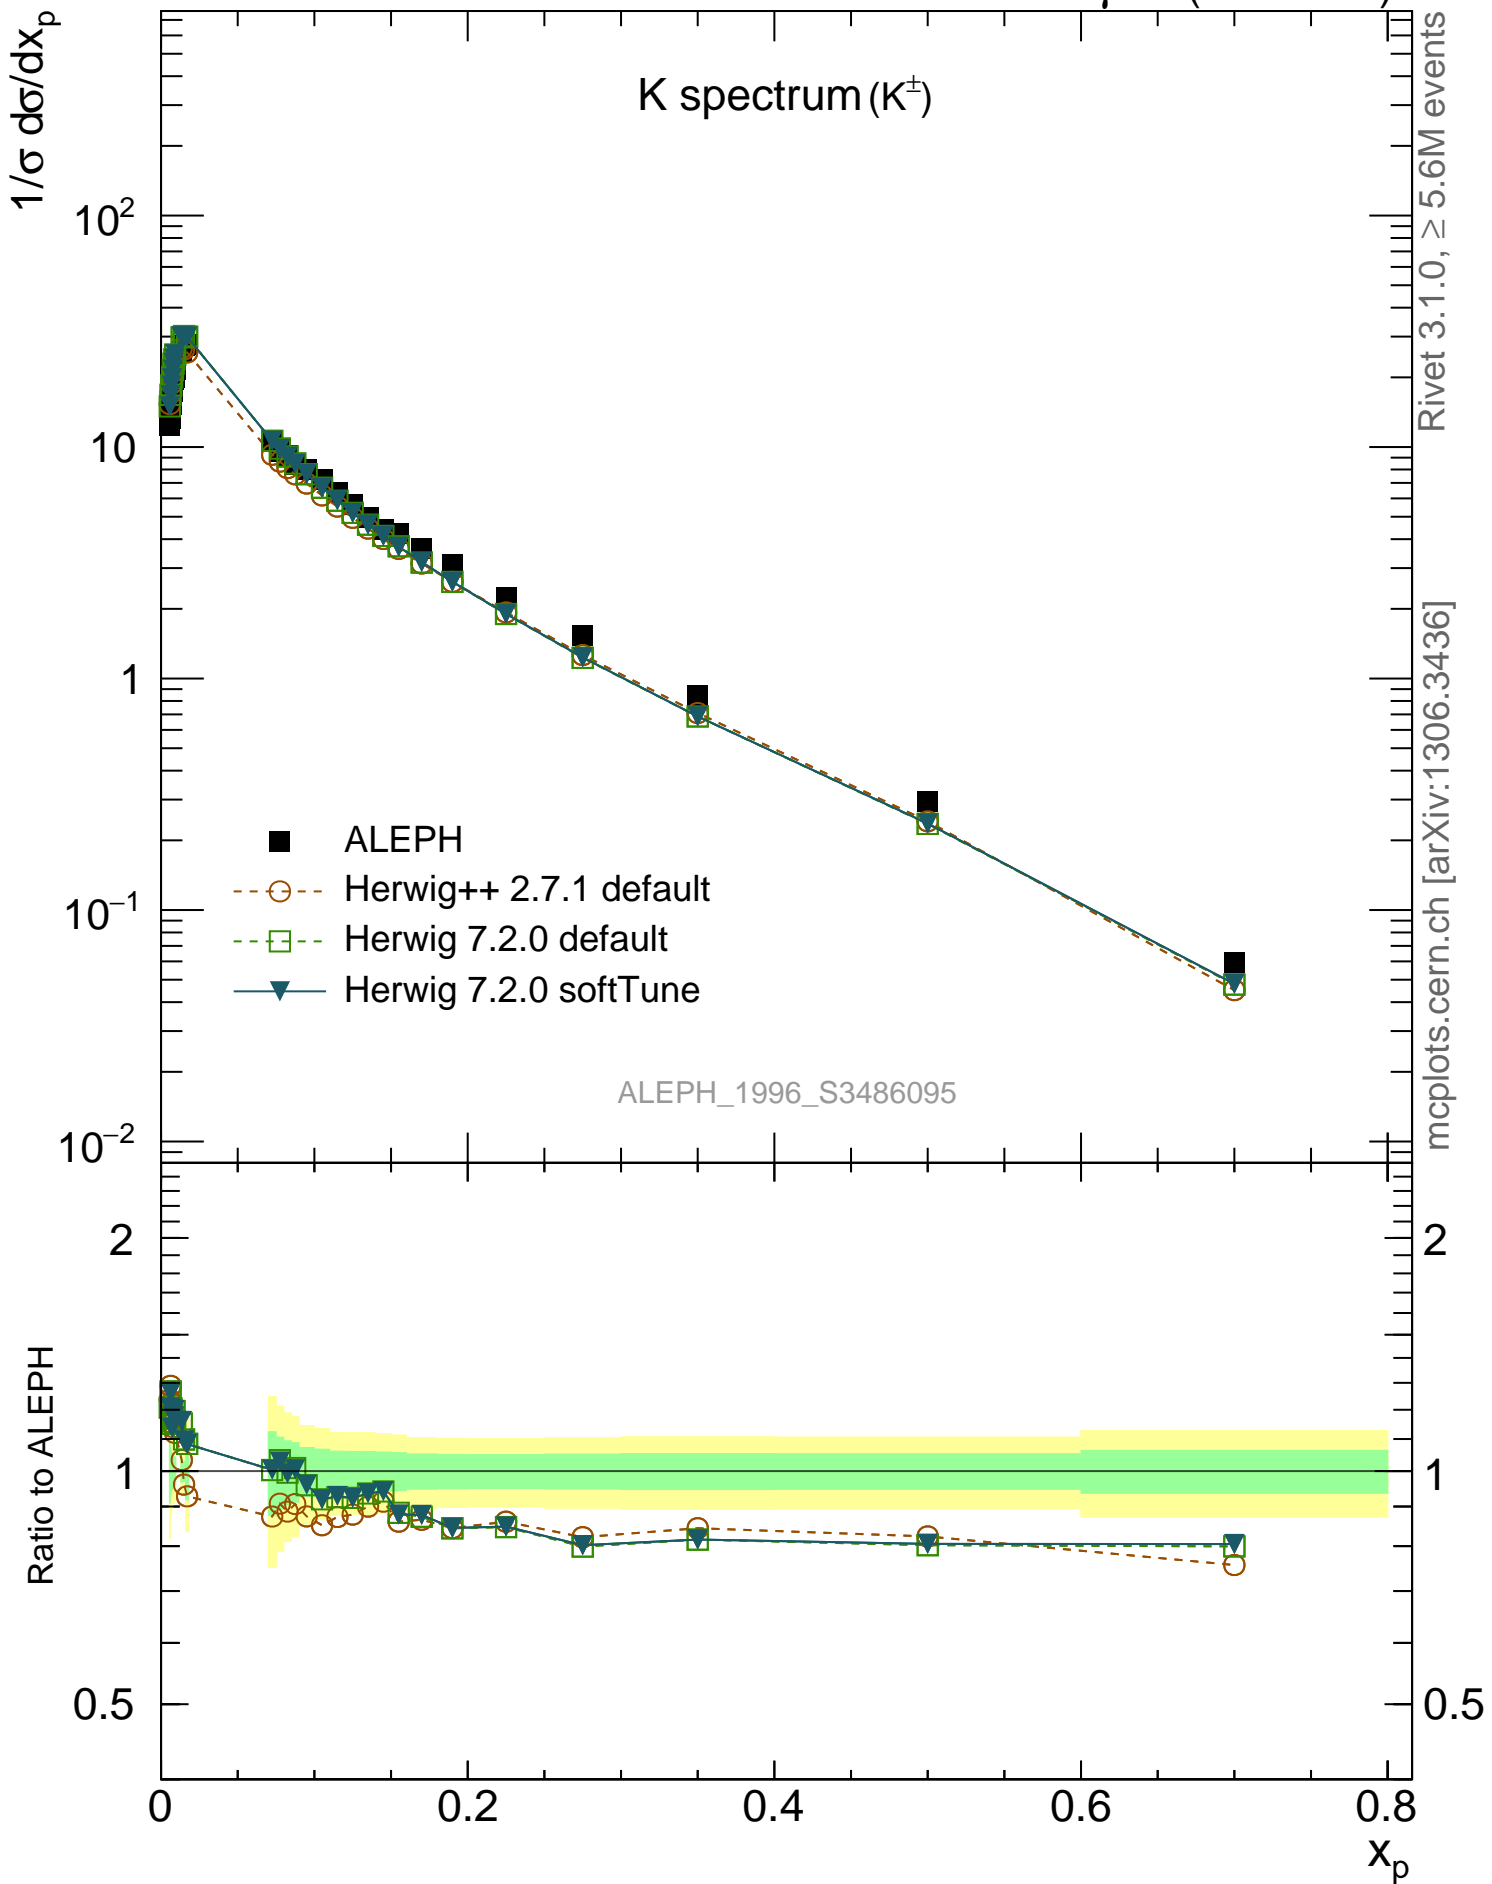 1/σ dσ/dxp
K spectrum (K±)
10²
10
1
10⁻¹
10⁻²
ALEPH
Herwig++ 2.7.1 default
Herwig 7.2.0 default
Herwig 7.2.0 softTune
ALEPH_1996_S3486095
Rivet 3.1.0, ≥ 5.6M events
mcplots.cern.ch [arXiv:1306.3436]
Ratio to ALEPH
2
1
0.5
2
1
0.5
0 0.2 0.4 0.6 0.8
xp